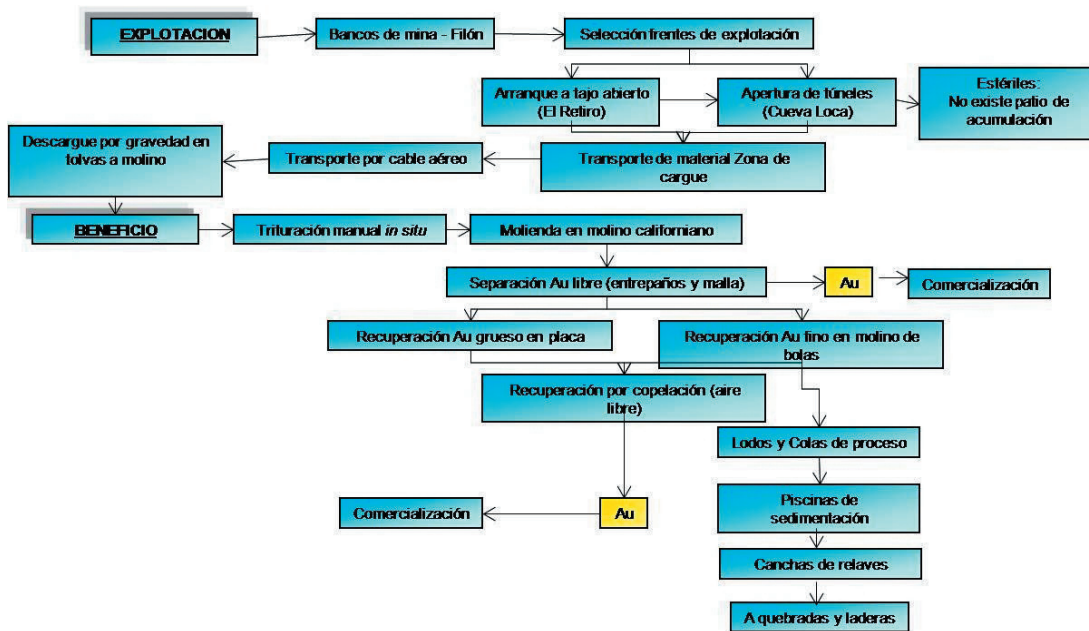 EXPLOTACION
Bancos de mina - Filón
Selección frentes de explotación
Arranque a tajo abierto
(El Retiro)
Apertura de túneles
(Cueva Loca)
Estériles:
No existe patio de
acumulación
Descargue por gravedad en
tolvas a molino
Transporte por cable aéreo
Transporte de material Zona de
cargue
BENEFICIO
Trituración manual in situ
Molienda en molino californiano
Separación Au libre (entrepaños y malla)
Au
Comercialización
Recuperación Au grueso en placa
Recuperación Au fino en molino de
bolas
Recuperación por copelación (aire
libre)
Lodos y Colas de proceso
Comercialización
Au
Piscinas de
sedimentación
Canchas de relaves
A quebradas y laderas